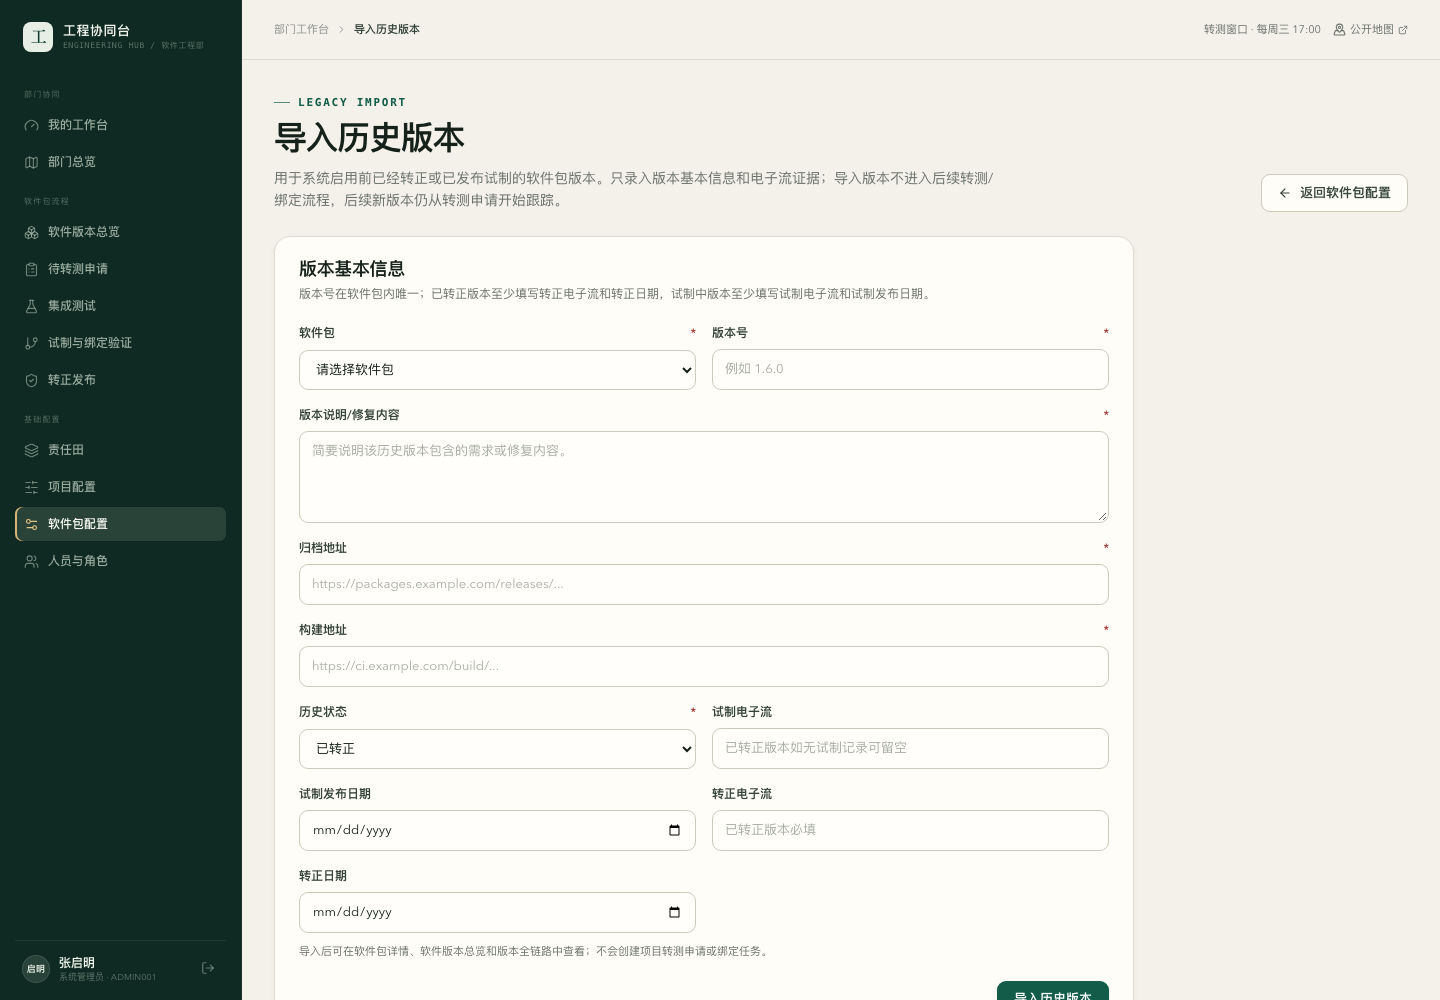 工
工程协同台
ENGINEERING HUB / 软件工程部
部门协同
我的工作台
部门总览
软件包流程
软件版本总览
待转测申请
集成测试
试制与绑定验证
转正发布
基础配置
责任田
项目配置
软件包配置
人员与角色
启明
张启明
系统管理员 · ADMIN001
部门工作台 > 导入历史版本
转测窗口 · 每周三 17:00
公开地图
LEGACY IMPORT
导入历史版本
用于系统启用前已经转正或已发布试制的软件包版本。只录入版本基本信息和电子流证据；导入版本不进入后续转测/
绑定流程，后续新版本仍从转测申请开始跟踪。
返回软件包配置
版本基本信息
版本号在软件包内唯一；已转正版本至少填写转正电子流和转正日期，试制中版本至少填写试制电子流和试制发布日期。
软件包 *
版本号 *
请选择软件包
例如 1.6.0
版本说明/修复内容 *
简要说明该历史版本包含的需求或修复内容。
归档地址 *
https://packages.example.com/releases/...
构建地址 *
https://ci.example.com/build/...
历史状态 *
试制电子流
已转正
已转正版本如无试制记录可留空
试制发布日期
转正电子流
mm/dd/yyyy
已转正版本必填
转正日期
mm/dd/yyyy
导入后可在软件包详情、软件版本总览和版本全链路中查看；不会创建项目转测申请或绑定任务。
导入历史版本